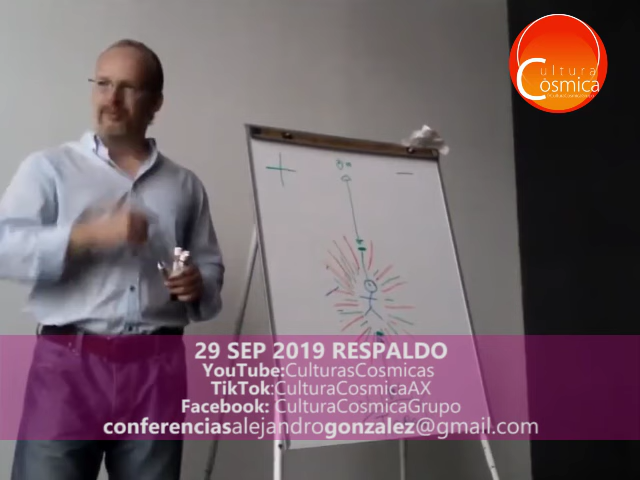 Cultura
Cósmica
29 SEP 2019 RESPALDO
YouTube:CulturasCosmicas
TikTok:CulturaCosmicaAX
Facebook: CulturaCosmicaGrupo
conferenciasalejandrogonzalez@gmail.com